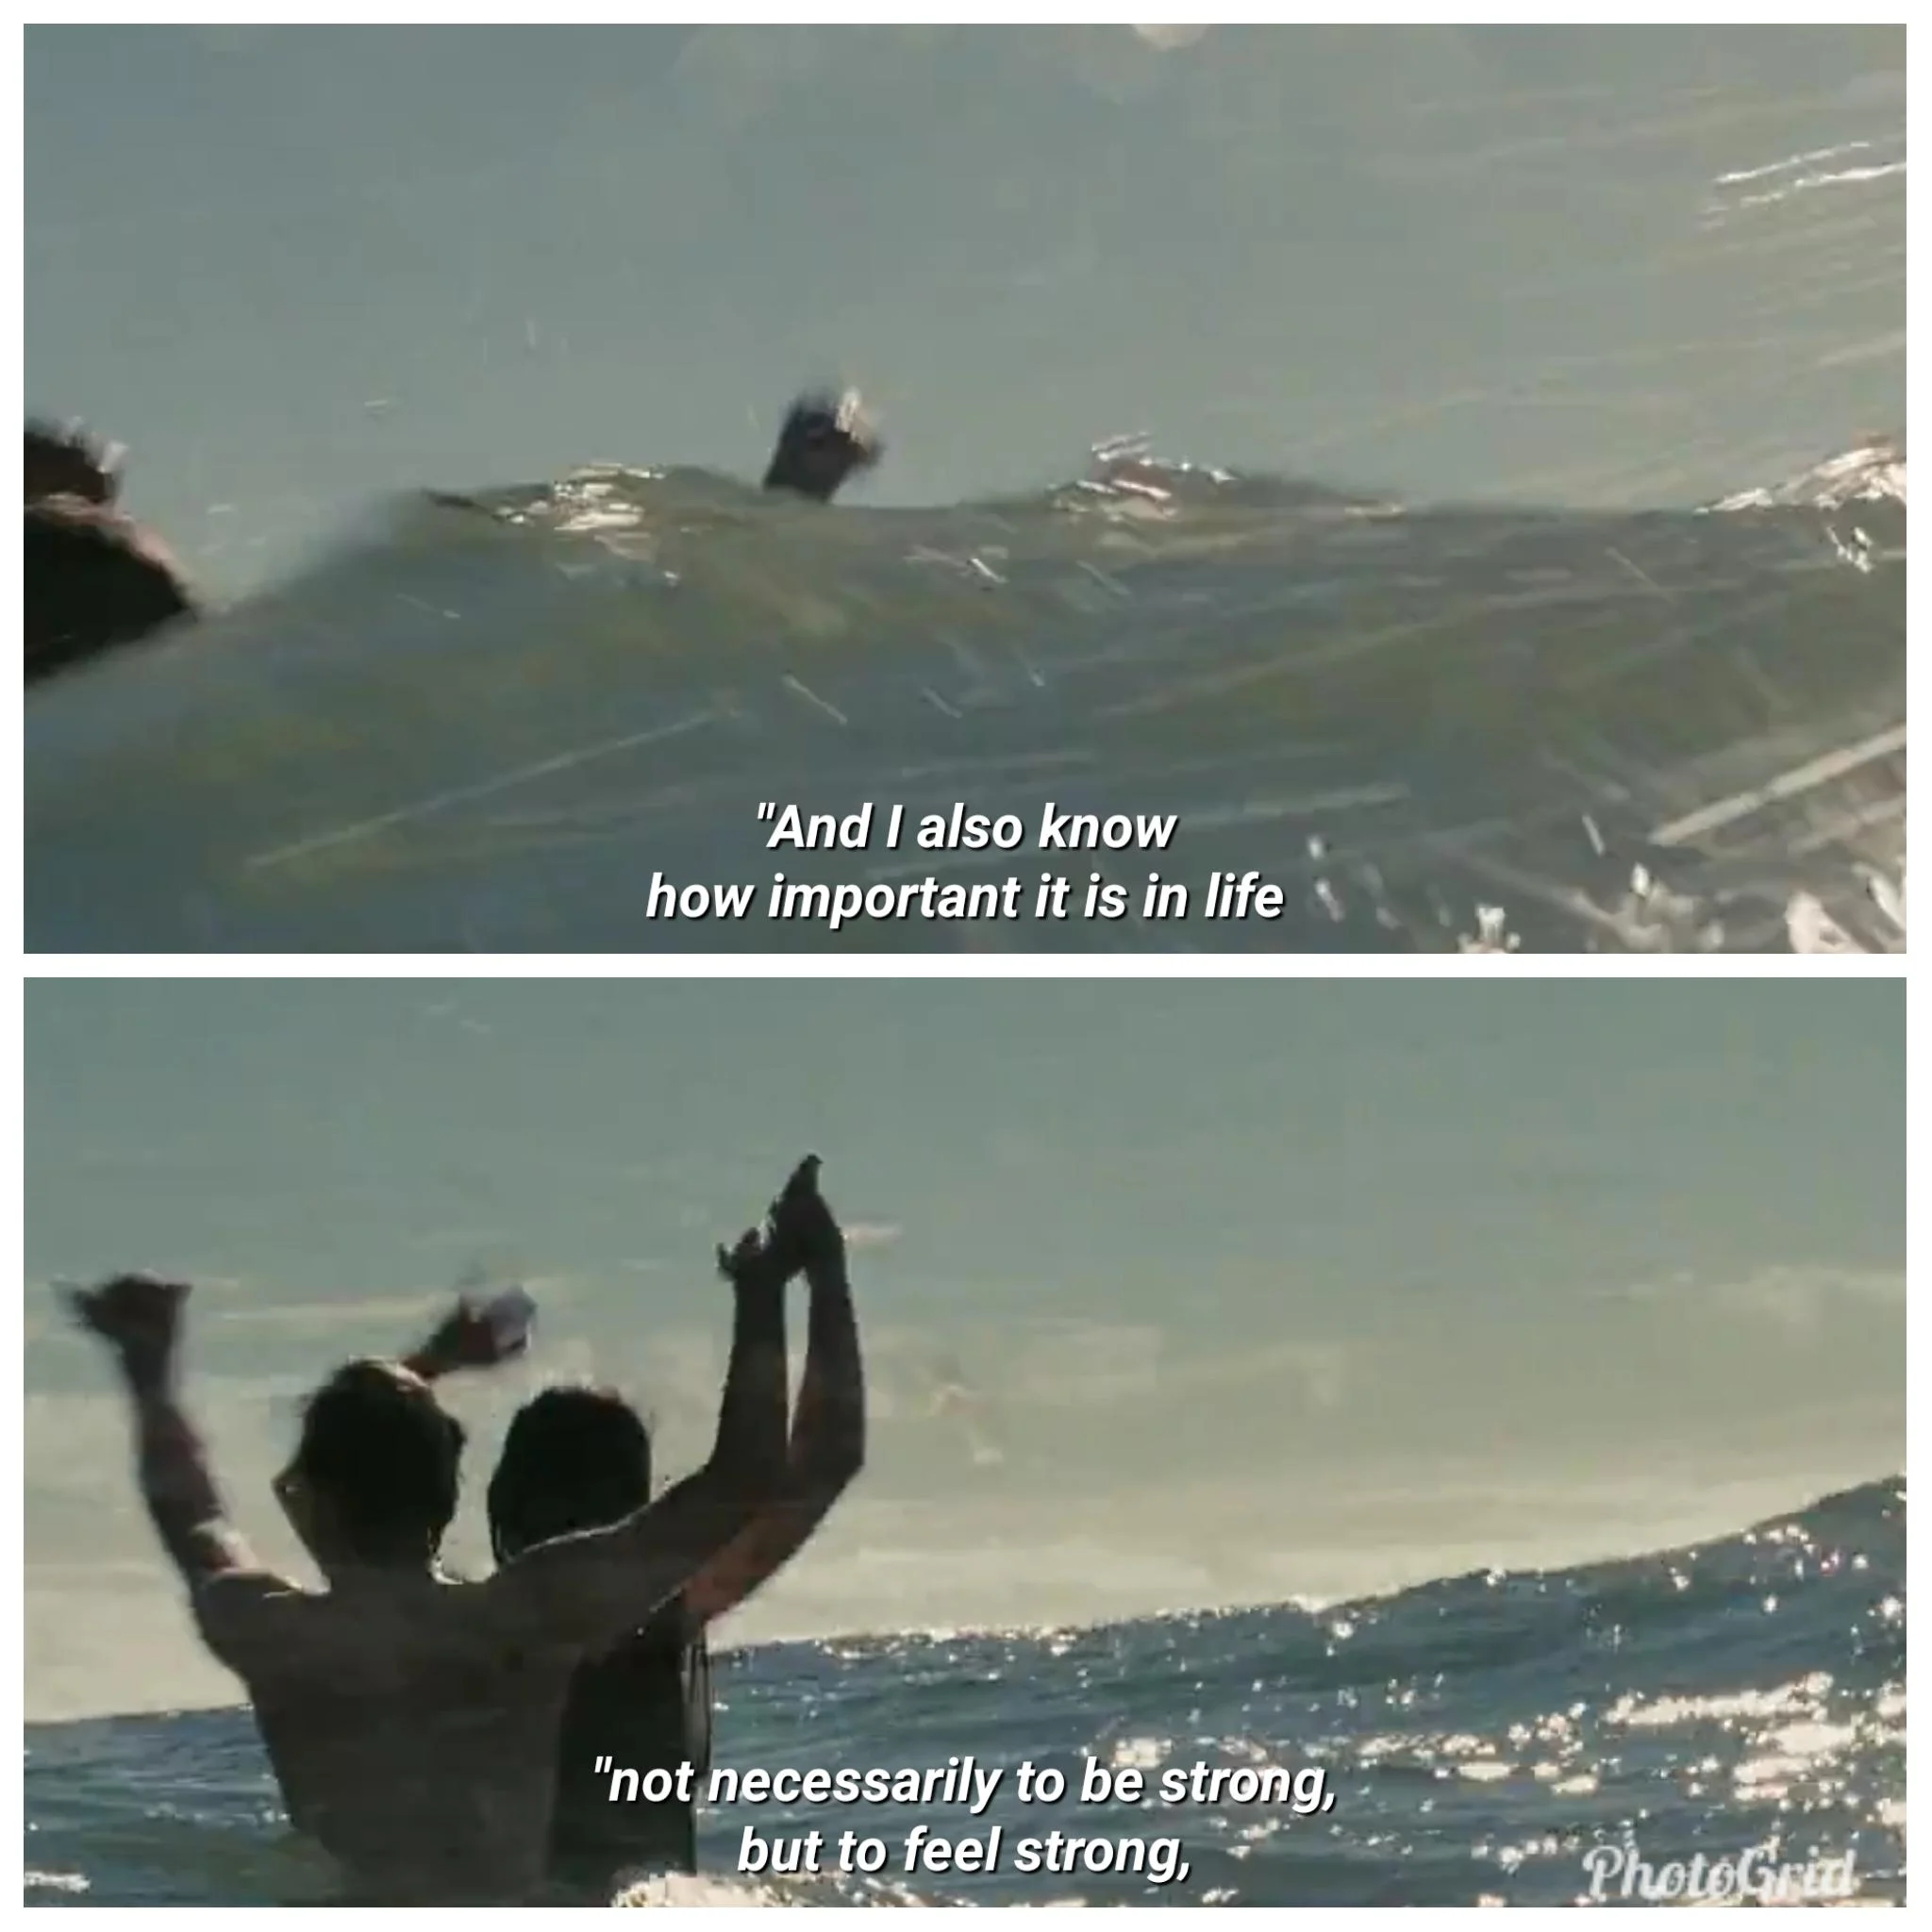 "And I also know
how important it is in life
"not necessarily to be strong,
but to feel strong,
PhotoGrid